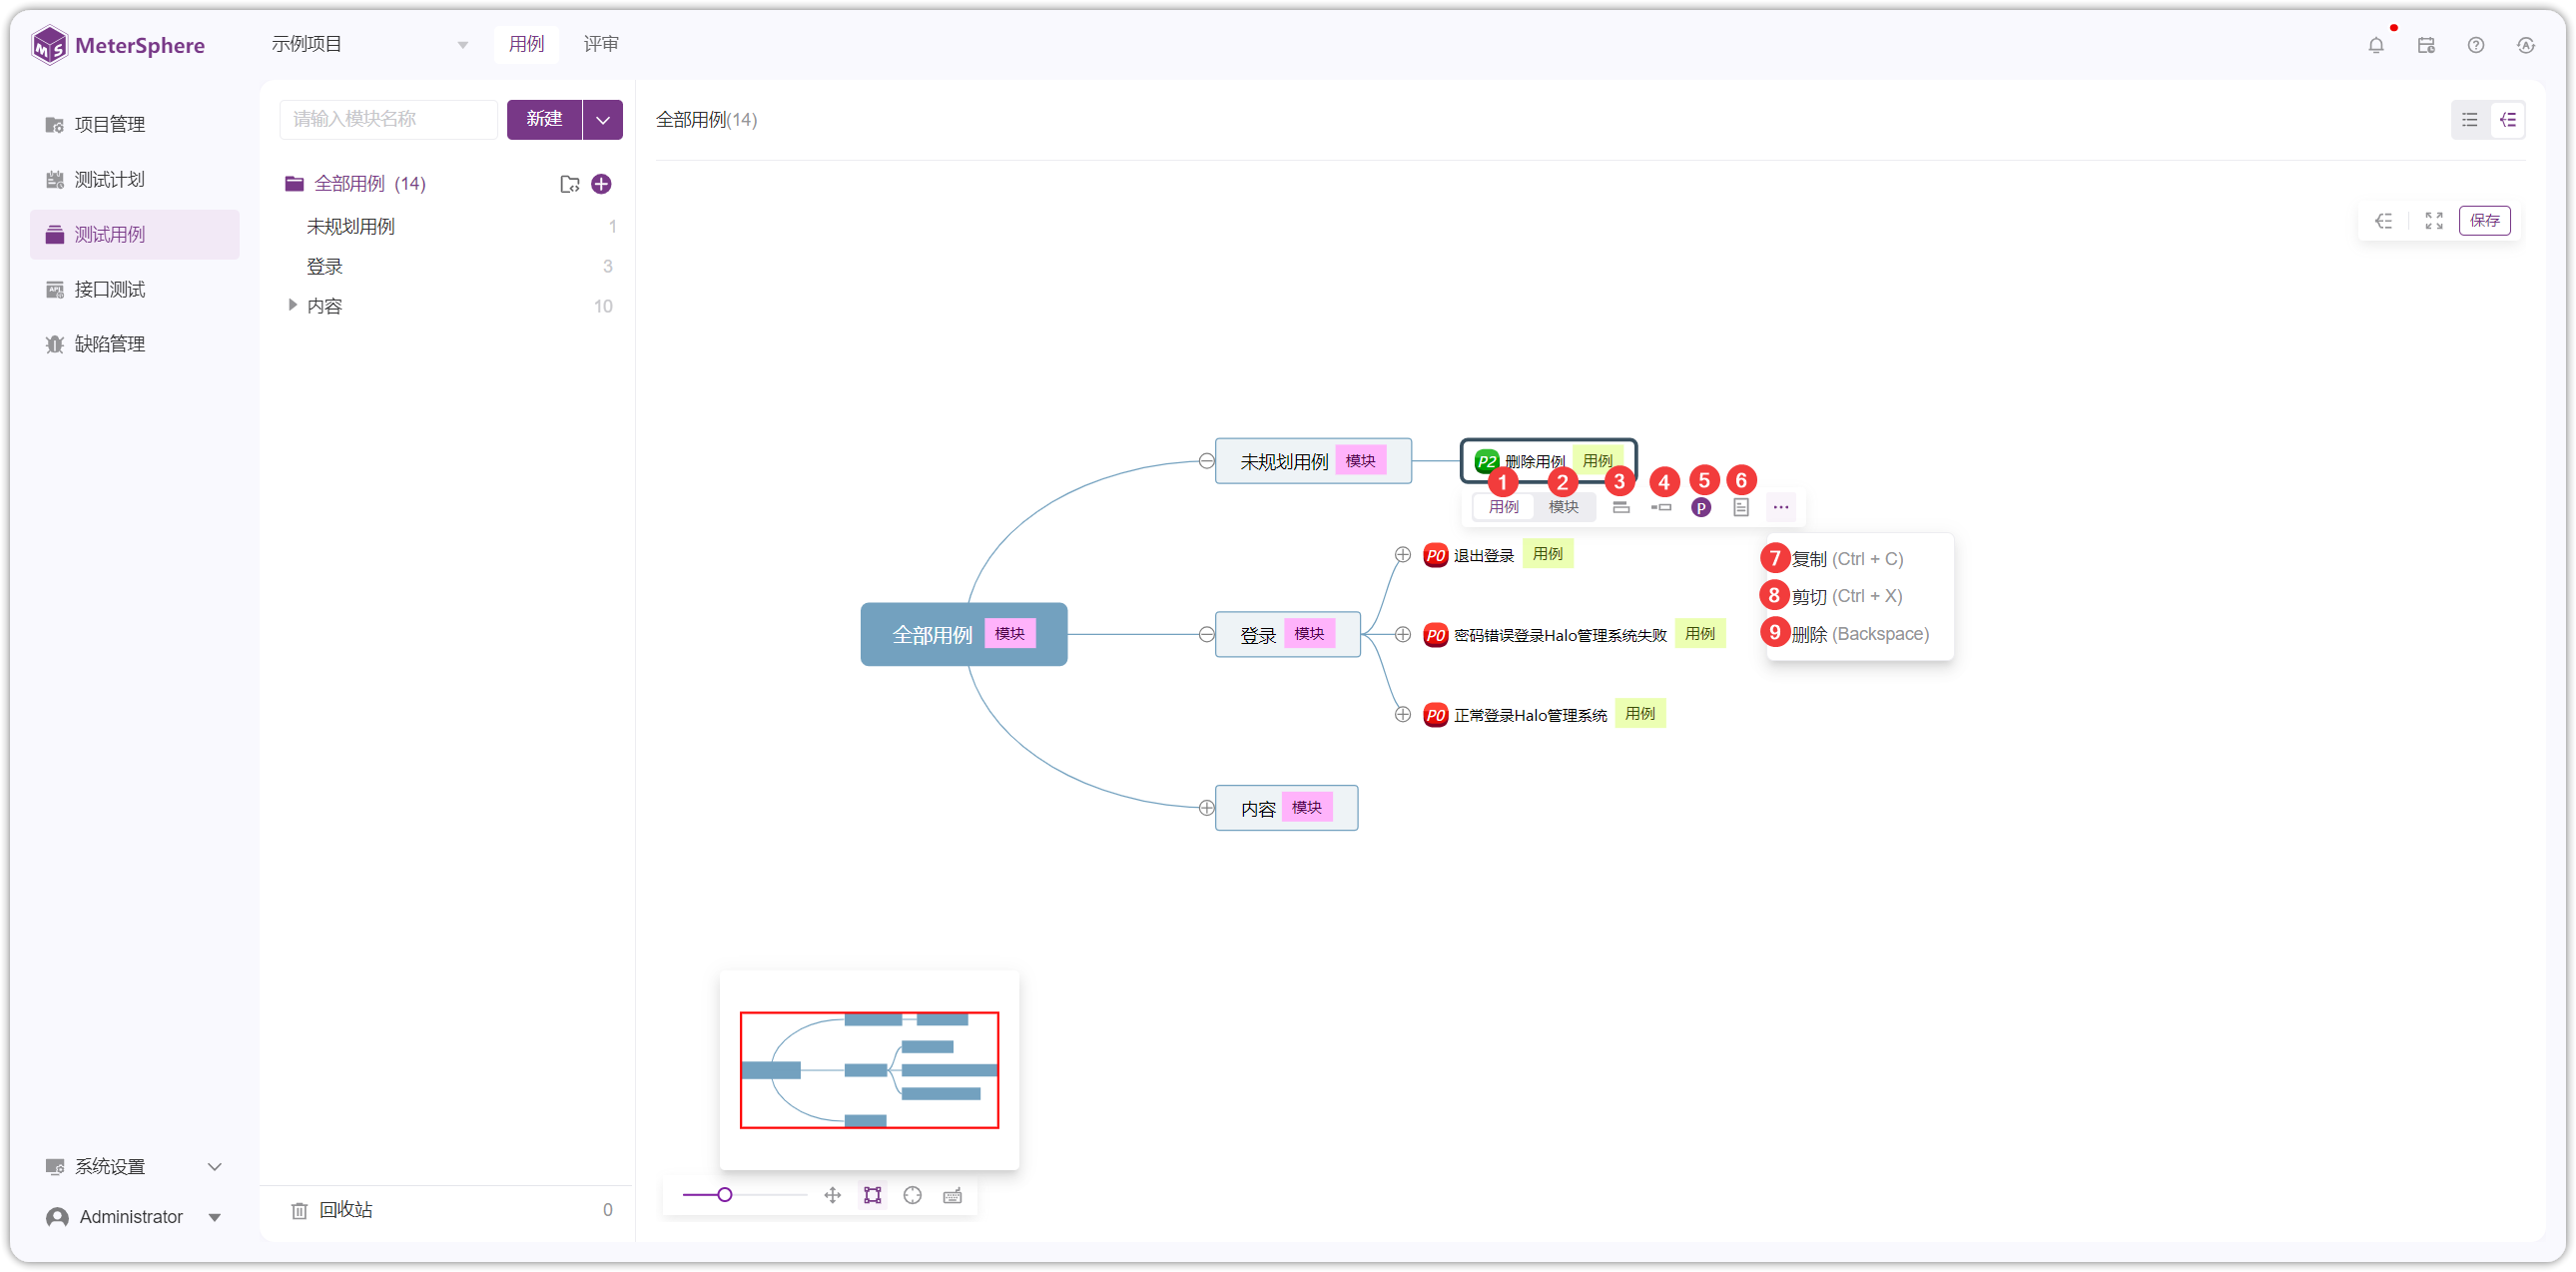 MeterSphere
示例项目
用例
评审
项目管理
测试计划
测试用例
接口测试
缺陷管理
系统设置
Administrator
请输入模块名称
新建
全部用例 (14)
未规划用例 1
登录 3
内容 10
回收站 0
全部用例(14)
保存
未规划用例 模块
P2 删除用例 用例
1 2 3 4 5 6
用例 模块 P
7 复制 (Ctrl + C)
8 剪切 (Ctrl + X)
9 删除 (Backspace)
P0 退出登录 用例
全部用例 模块
登录 模块
P0 密码错误登录Halo管理系统失败 用例
P0 正常登录Halo管理系统 用例
内容 模块